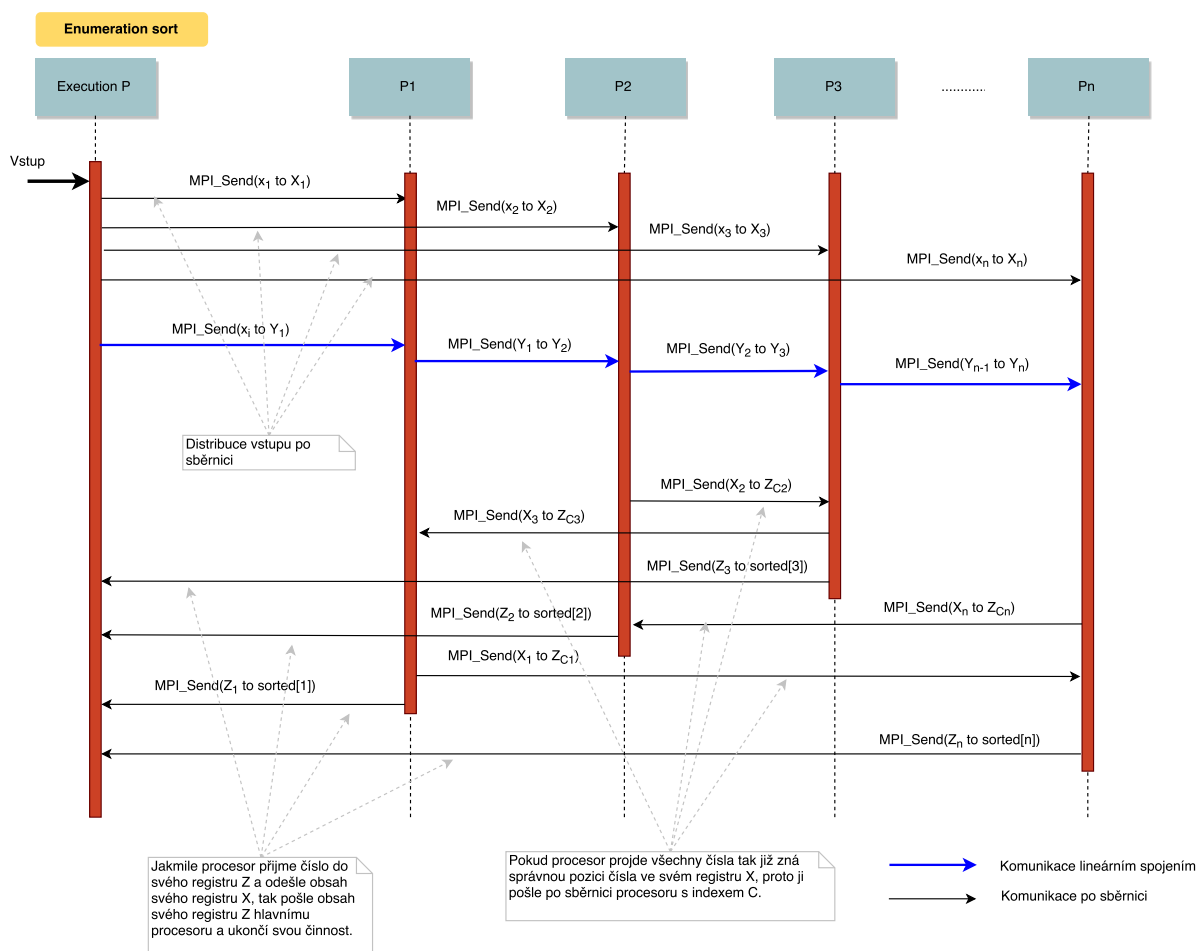 Enumeration sort
Execution P
P1
P2
P3
............
Pn
Vstup
MPI_Send(x1 to X1)
MPI_Send(x2 to X2)
MPI_Send(x3 to X3)
MPI_Send(xn to Xn)
MPI_Send(xi to Y1)
MPI_Send(Y1 to Y2)
MPI_Send(Y2 to Y3)
MPI_Send(Yn-1 to Yn)
Distribuce vstupu po
sběrnici
MPI_Send(X2 to ZC2)
MPI_Send(X3 to ZC3)
MPI_Send(Z3 to sorted[3])
MPI_Send(Xn to ZCn)
MPI_Send(Z2 to sorted[2])
MPI_Send(X1 to ZC1)
MPI_Send(Z1 to sorted[1])
MPI_Send(Zn to sorted[n])
Jakmile procesor přijme číslo do
svého registru Z a odešle obsah
svého registru X, tak pošle obsah
svého registru Z hlavnímu
procesoru a ukončí svou činnost.
Pokud procesor projde všechny čísla tak již zná
správnou pozici čísla ve svém registru X, proto ji
pošle po sběrnici procesoru s indexem C.
Komunikace lineárním spojením
Komunikace po sběrnici